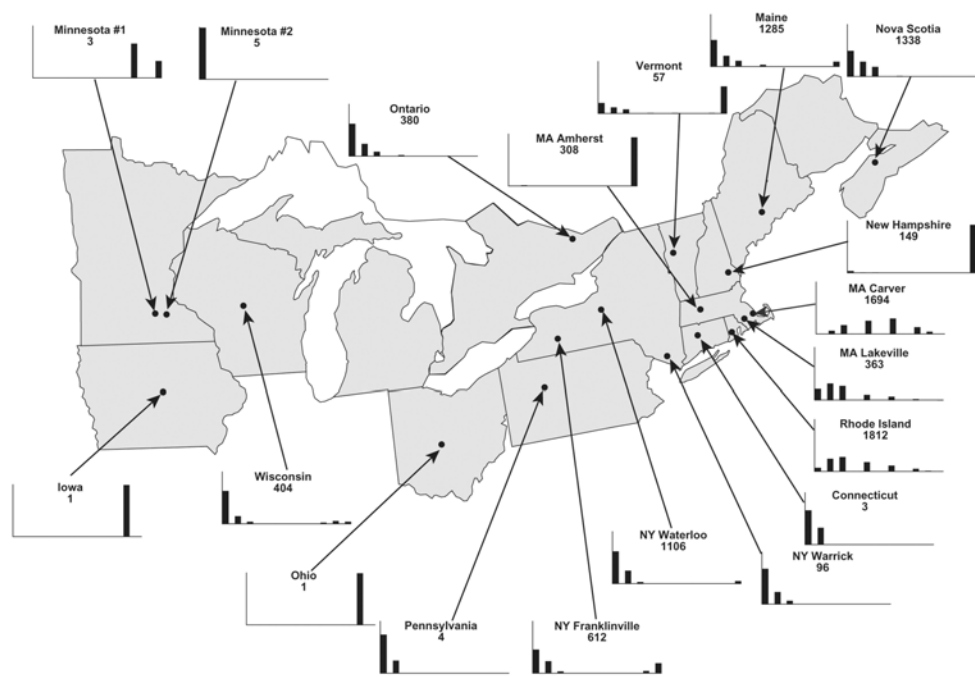 Minnesota #1
3
Minnesota #2
5
Ontario
380
MA Amherst
308
Vermont
57
Maine
1285
Nova Scotia
1338
New Hampshire
149
MA Carver
1694
MA Lakeville
363
Rhode Island
1812
Connecticut
3
NY Warrick
96
NY Waterloo
1106
NY Franklinville
612
Pennsylvania
4
Ohio
1
Wisconsin
404
Iowa
1